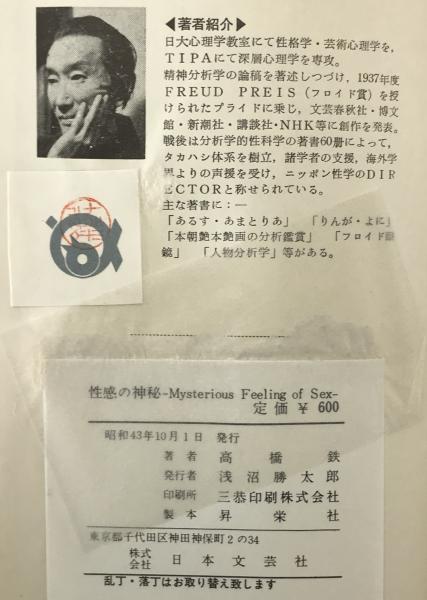 ◀著者紹介▶
日大心理学教室にて性格学・芸術心理学を,
TIPAにて深層心理学を専攻。
精神分析学の論稿を著述しつづけ, 1937年度
FREUD PREIS (フロイド賞) を授
けられたプライドに乗じ, 文芸春秋社・博文
館・新潮社・講談社・NHK等に創作を発表。
戦後は分析学的性科学の著書60冊によって,
タカハシ体系を樹立, 諸学者の支援, 海外学
界よりの声援を受け, ニッポン性学のDIR
ECTORと称せられている。
主な著書に: —
「あるす・あまとりあ」 「りんが・よに」
「本朝艶本艶画の分析鑑賞」 「フロイド眼
鏡」 「人物分析学」等がある。
性感の神秘-Mysterious Feeling of Sex-
定価 ¥ 600
昭和43年10月1日 発行
著者 高橋鉄
発行者 浅沼勝太郎
印刷所 三恭印刷株式会社
製本 昇栄社
東京都千代田区神田神保町2の34
株式会社 日本文芸社
乱丁・落丁はお取り替え致します